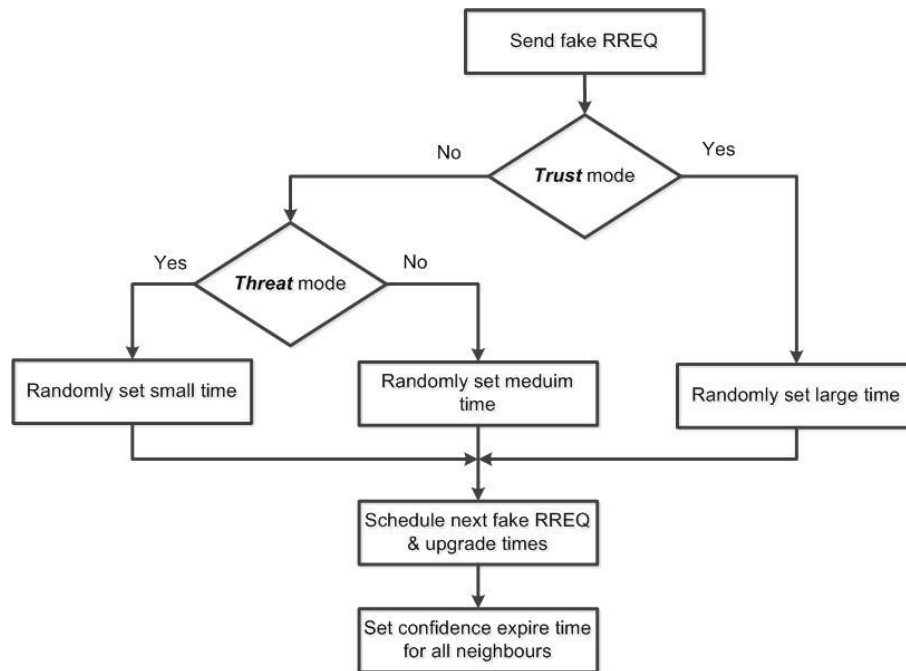 Send fake RREQ
No
Yes
Trust mode
Yes
No
Threat mode
Randomly set small time
Randomly set meduim
time
Randomly set large time
Schedule next fake RREQ
& upgrade times
Set confidence expire time
for all neighbours